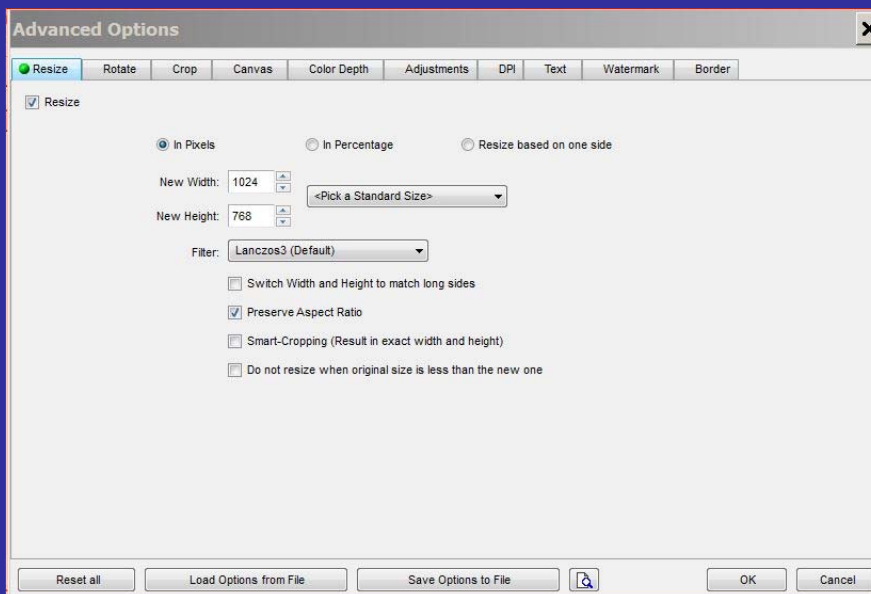 Advanced Options
Resize Rotate Crop Canvas Color Depth Adjustments DPI Text Watermark Border
Resize
In Pixels In Percentage Resize based on one side
New Width: 1024
<Pick a Standard Size>
New Height: 768
Filter: Lanczos3 (Default)
Switch Width and Height to match long sides
Preserve Aspect Ratio
Smart-Cropping (Result in exact width and height)
Do not resize when original size is less than the new one
Reset all Load Options from File Save Options to File OK Cancel